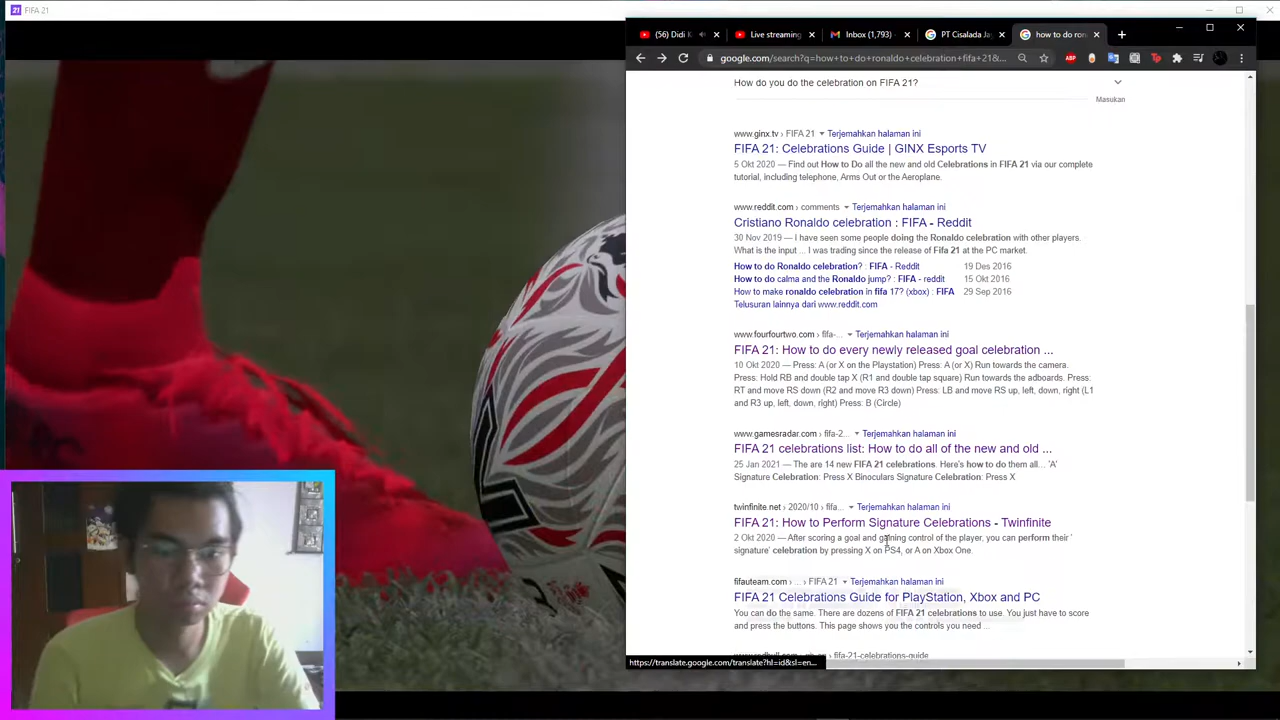 21 FIFA 21
(56) Didi K
Live streaming
Inbox (1,793)
PT Cisalada Ja
how to do ron
google.com/search?q=how+to+do+ronaldo+celebration+fifa+21&...
How do you do the celebration on FIFA 21?
Masukan
www.ginx.tv › FIFA 21 Terjemahkan halaman ini
FIFA 21: Celebrations Guide | GINX Esports TV
5 Okt 2020 — Find out How to Do all the new and old Celebrations in FIFA 21 via our complete
tutorial, including telephone, Arms Out or the Aeroplane.
www.reddit.com › comments Terjemahkan halaman ini
Cristiano Ronaldo celebration : FIFA - Reddit
30 Nov 2019 — I have seen some people doing the Ronaldo celebration with other players.
What is the input ... I was trading since the release of Fifa 21 at the PC market.
How to do Ronaldo celebration? : FIFA - Reddit 19 Des 2016
How to do calma and the Ronaldo jump? : FIFA - reddit 15 Okt 2016
How to make ronaldo celebration in fifa 17? (xbox) : FIFA 29 Sep 2016
Telusuran lainnya dari www.reddit.com
www.fourfourtwo.com › fifa-... Terjemahkan halaman ini
FIFA 21: How to do every newly released goal celebration ...
10 Okt 2020 — Press: A (or X on the Playstation) Press: A (or X) Run towards the camera.
Press: Hold RB and double tap X (R1 and double tap square) Run towards the adboards. Press:
RT and move RS down (R2 and move R3 down) Press: LB and move RS up, left, down, right (L1
and R3 up, left, down, right) Press: B (Circle)
www.gamesradar.com › fifa-2... Terjemahkan halaman ini
FIFA 21 celebrations list: How to do all of the new and old ...
25 Jan 2021 — The are 14 new FIFA 21 celebrations. Here's how to do them all... 'A'
Signature Celebration: Press X Binoculars Signature Celebration: Press X
twinfinite.net › 2020/10 › fifa... Terjemahkan halaman ini
FIFA 21: How to Perform Signature Celebrations - Twinfinite
2 Okt 2020 — After scoring a goal and gaining control of the player, you can perform their '
signature' celebration by pressing X on PS4, or A on Xbox One.
fifauteam.com › ... › FIFA 21 Terjemahkan halaman ini
FIFA 21 Celebrations Guide for PlayStation, Xbox and PC
You can do the same. There are dozens of FIFA 21 celebrations to use. You just have to score
and press the buttons. This page shows you the controls you need ...
www.redbull.com › › fifa-21-celebrations-guide
https://translate.google.com/translate?hl=id&sl=en...